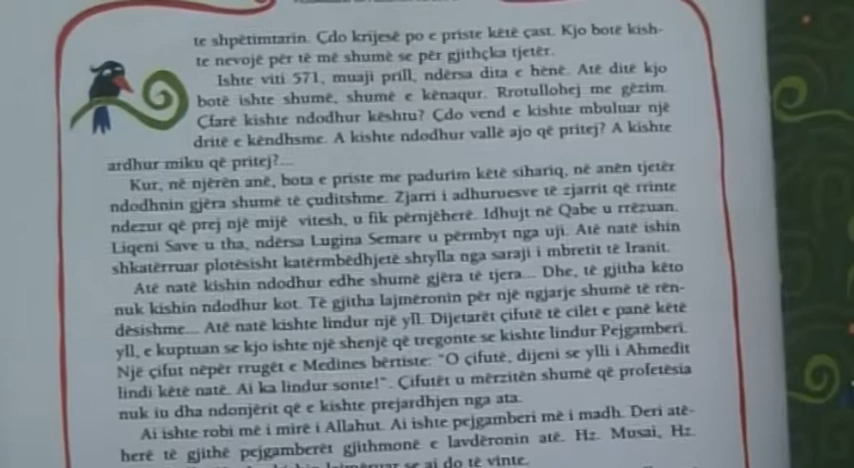 te shpëtimtarin. Çdo krijesë po e priste këtë çast. Kjo botë kish-
te nevojë për të më shumë se për gjithçka tjetër.
Ishte viti 571, muaji prill, ndërsa dita e hënë. Atë ditë kjo
botë ishte shumë, shumë e kënaqur. Rrotullohej me gëzim.
Çfarë kishte ndodhur kështu? Çdo vend e kishte mbuluar një
dritë e këndhsme. A kishte ndodhur vallë ajo që pritej? A kishte
ardhur miku që pritej?...
Kur, në njërën anë, bota e priste me padurim këtë sihariq, në anën tjetër
ndodhnin gjëra shumë të çuditshme. Zjarri i adhuruesve të zjarrit që rrinte
ndezur që prej një mijë vitesh, u fik përnjëherë. Idhujt në Qabe u rrëzuan.
Liqeni Save u tha, ndërsa Lugina Semare u përmbyt nga uji. Atë natë ishin
shkatërruar plotësisht katërmbëdhjetë shtylla nga saraji i mbretit të Iranit.
Atë natë kishin ndodhur edhe shumë gjëra të tjera... Dhe, të gjitha këto
nuk kishin ndodhur kot. Të gjitha lajmëronin për një ngjarje shumë të rën-
dësishme... Atë natë kishte lindur një yll. Dijetarët çifutë të cilët e panë këtë
yll, e kuptuan se kjo ishte një shenjë që tregonte se kishte lindur Pejgamberi.
Një çifut nëpër rrugët e Medines bërtiste: "O çifutë, dijeni se ylli i Ahmedit
lindi këtë natë. Ai ka lindur sonte!". Çifutët u mërzitën shumë që profetësia
nuk iu dha ndonjërit që e kishte prejardhjen nga ata.
Ai ishte robi më i mirë i Allahut. Ai ishte pejgamberi më i madh. Deri atë-
herë të gjithë pejgamberët gjithmonë e lavdëronin atë. Hz. Musai, Hz.
lajmëruar se ai do të vinte.